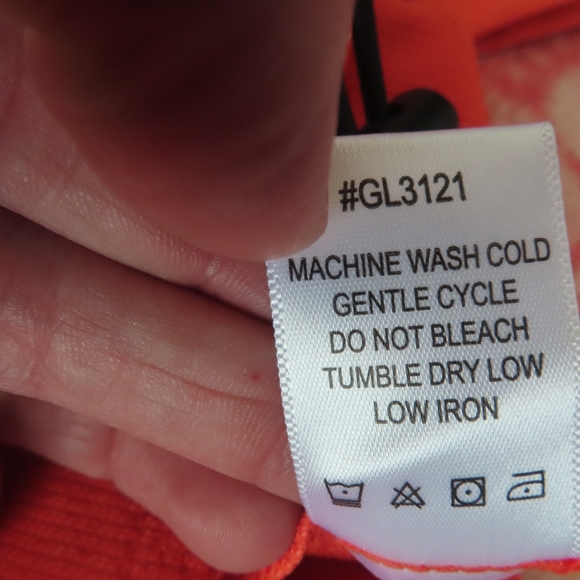 #GL3121
MACHINE WASH COLD
GENTLE CYCLE
DO NOT BLEACH
TUMBLE DRY LOW
LOW IRON